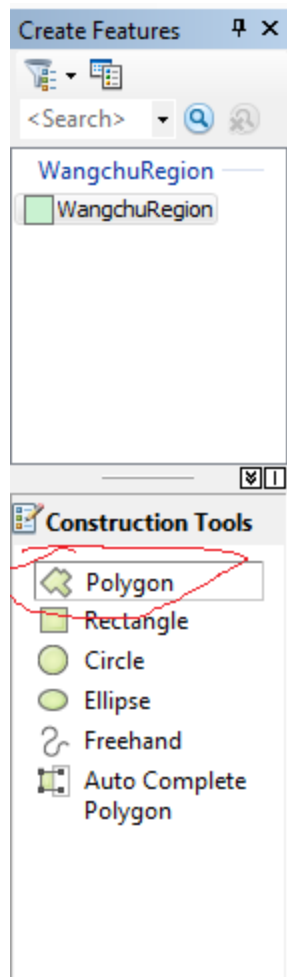 Create Features
<Search>
WangchuRegion
WangchuRegion
Construction Tools
Polygon
Rectangle
Circle
Ellipse
Freehand
Auto Complete
Polygon